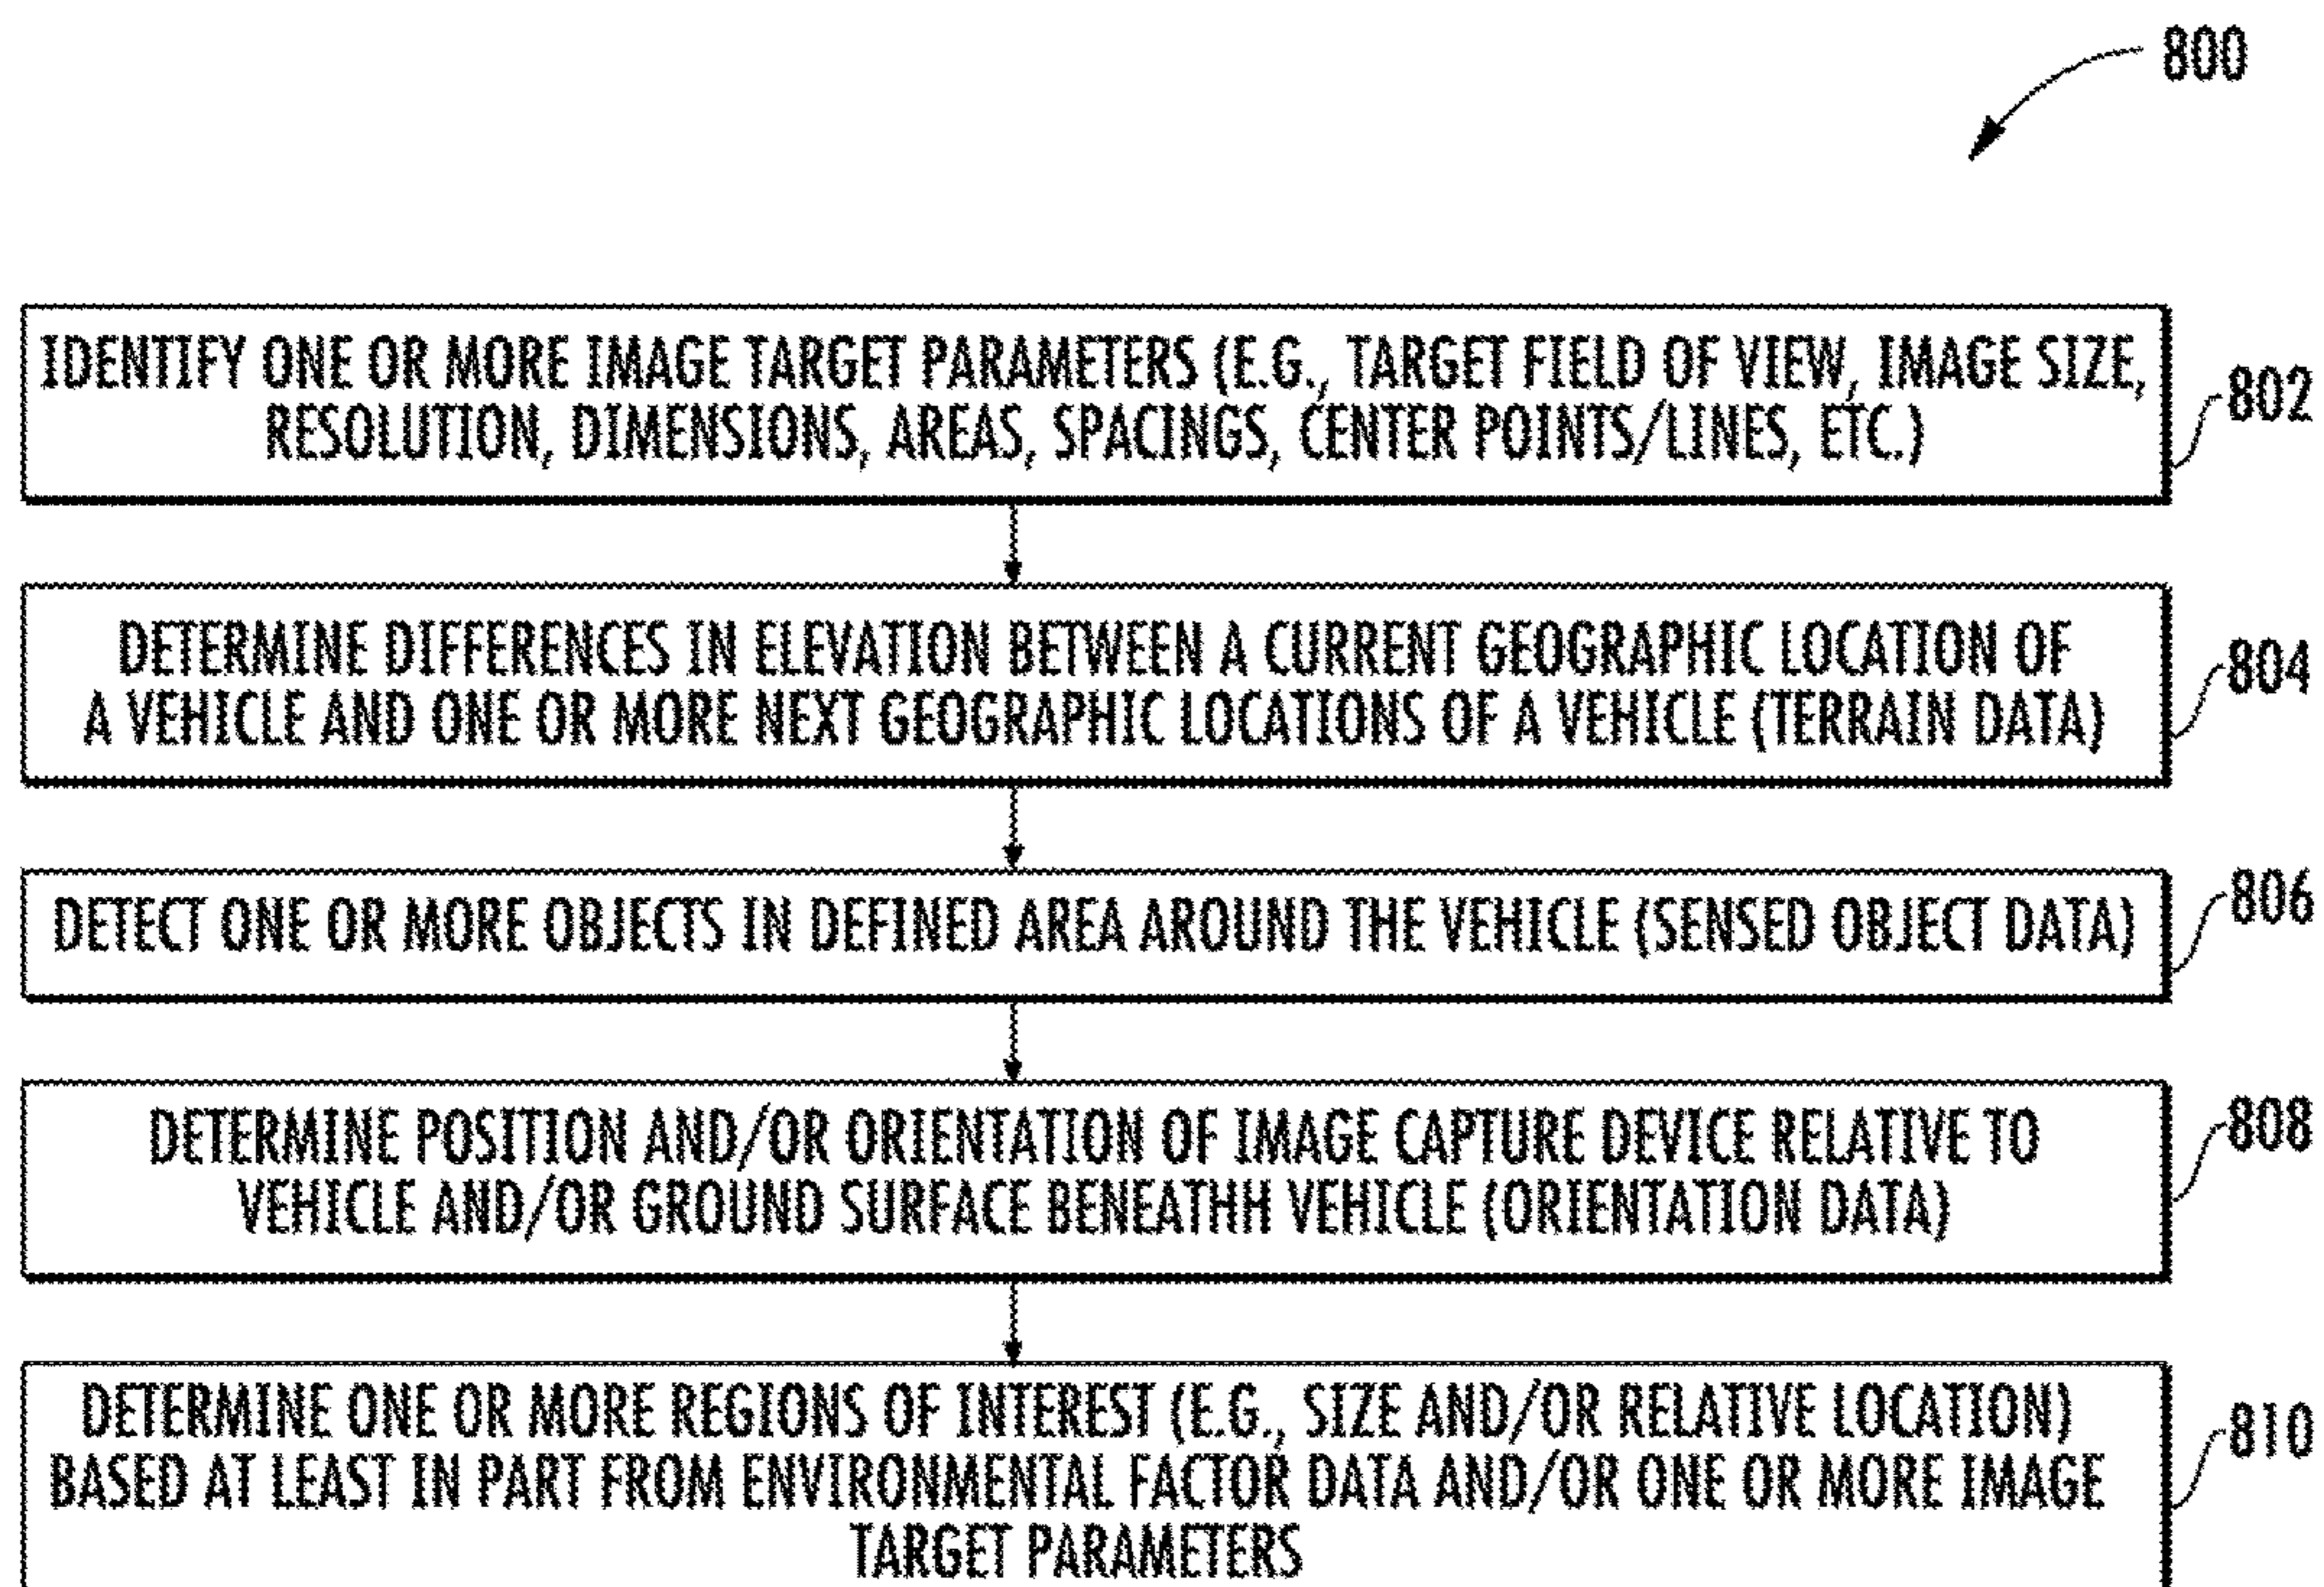 800
IDENTIFY ONE OR MORE IMAGE TARGET PARAMETERS (E.G., TARGET FIELD OF VIEW, IMAGE SIZE,
RESOLUTION, DIMENSIONS, AREAS, SPACINGS, CENTER POINTS/LINES, ETC.)
802
DETERMINE DIFFERENCES IN ELEVATION BETWEEN A CURRENT GEOGRAPHIC LOCATION OF
A VEHICLE AND ONE OR MORE NEXT GEOGRAPHIC LOCATIONS OF A VEHICLE (TERRAIN DATA)
804
DETECT ONE OR MORE OBJECTS IN DEFINED AREA AROUND THE VEHICLE (SENSED OBJECT DATA)
806
DETERMINE POSITION AND/OR ORIENTATION OF IMAGE CAPTURE DEVICE RELATIVE TO
VEHICLE AND/OR GROUND SURFACE BENEATHH VEHICLE (ORIENTATION DATA)
808
DETERMINE ONE OR MORE REGIONS OF INTEREST (E.G., SIZE AND/OR RELATIVE LOCATION)
BASED AT LEAST IN PART FROM ENVIRONMENTAL FACTOR DATA AND/OR ONE OR MORE IMAGE
TARGET PARAMETERS
810